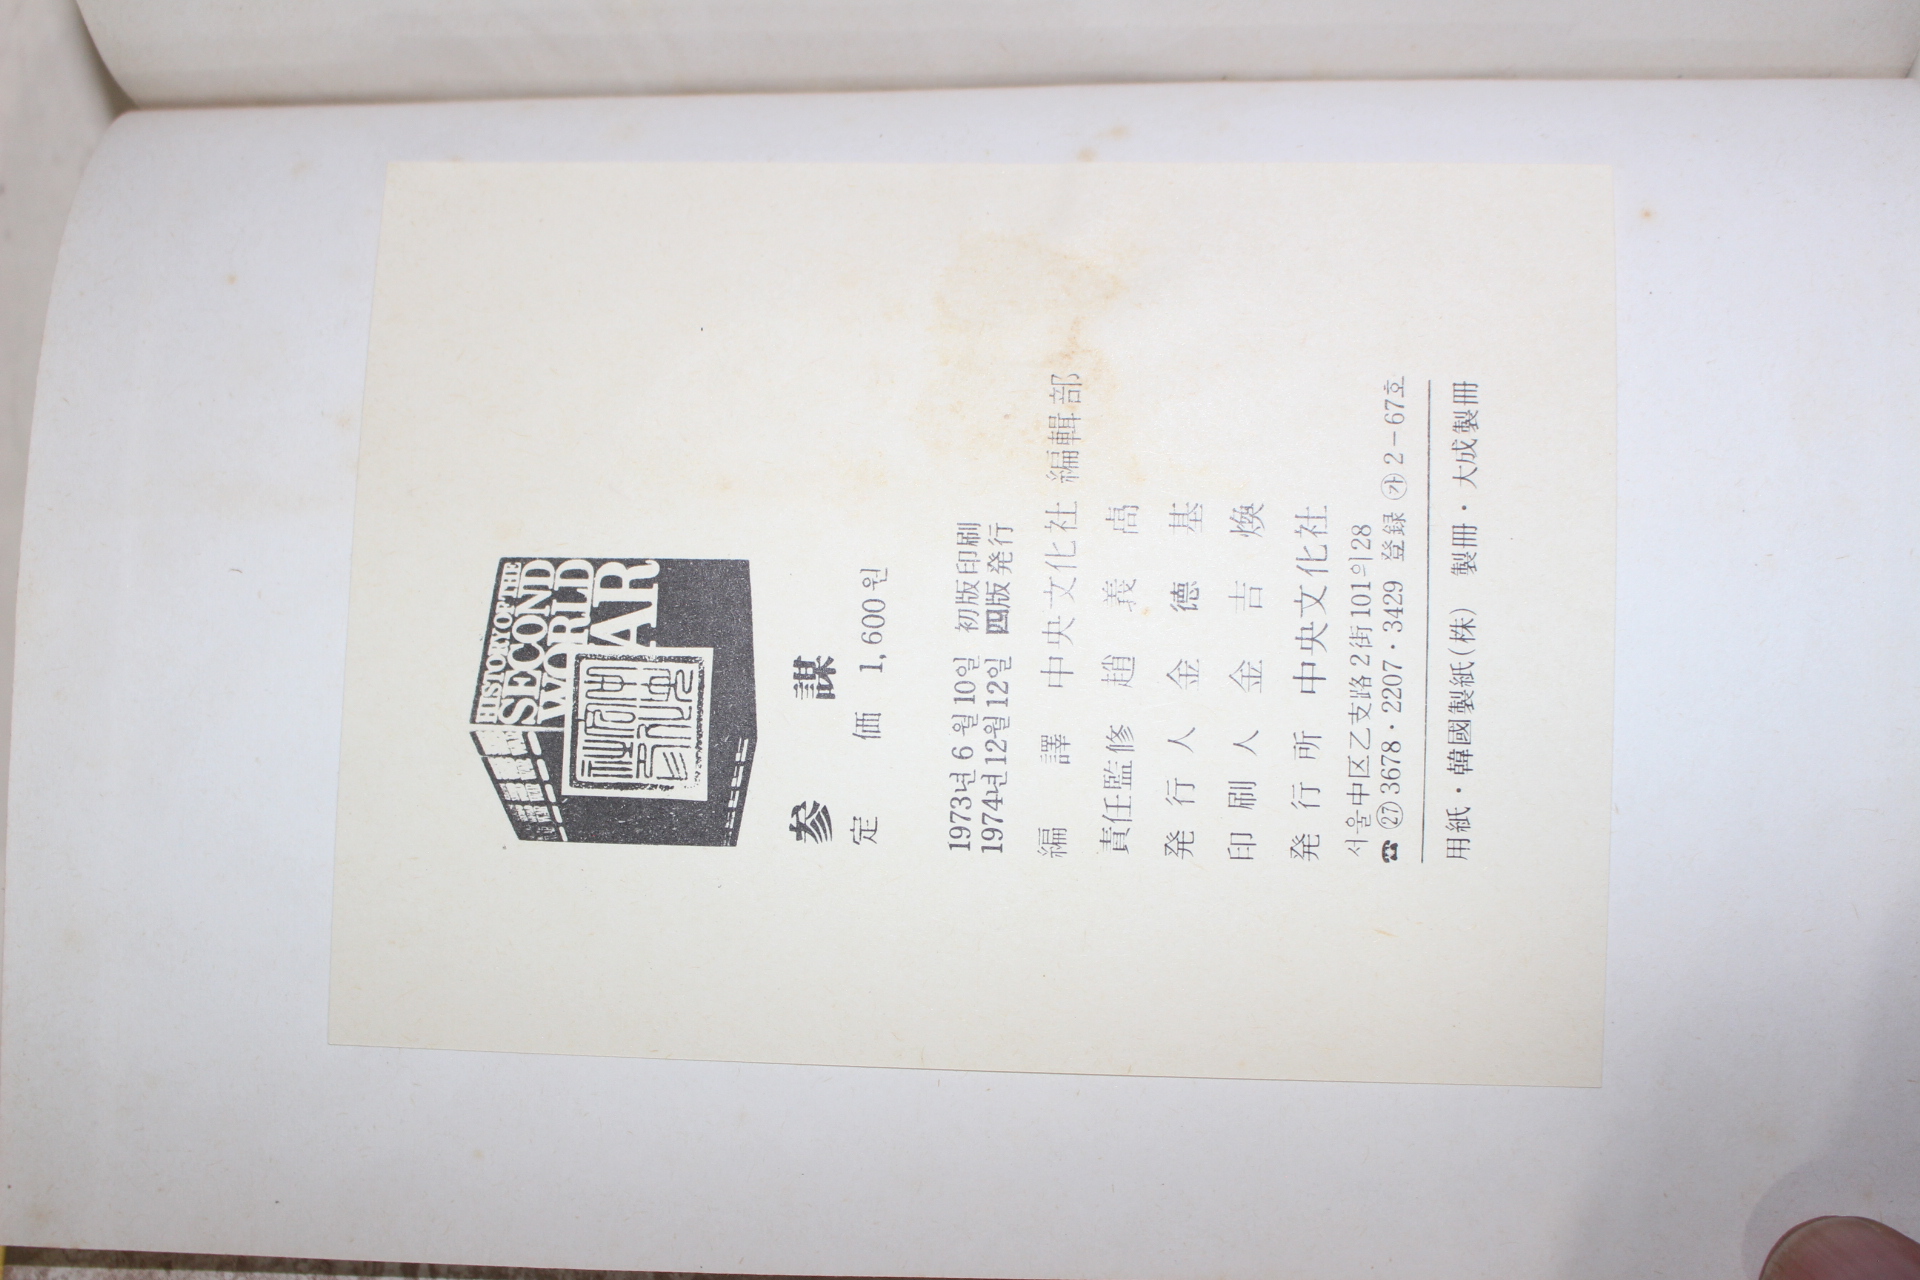 HISTORY OF THE
SECOND
WORLD
WAR
参 謀
定 価 1,600원
1973년 6 월 10일 初版印刷
1974년12월12일 四版発行
編 譯 中央文化社 編輯部
責任監修 趙 義 高
発 行 人 金 德 基
印 刷 人 金 吉 煥
発 行 所 中央文化社
서울中区乙支路2街101의28
☎㉗3678・2207・3429 登録 ㉮2-67호
用紙・韓國製紙(株) 製冊・大成製冊